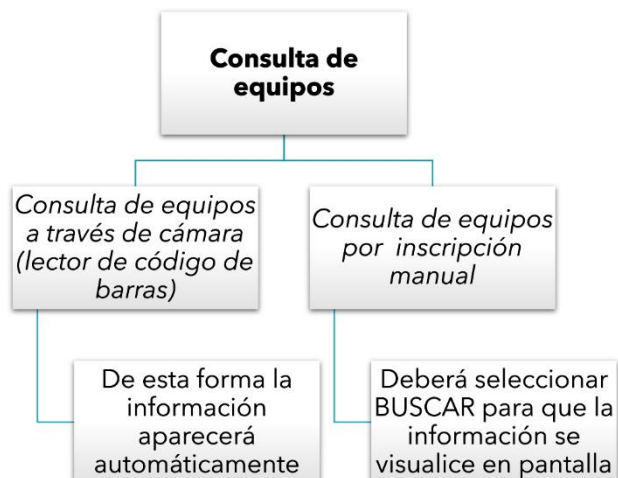 Consulta de
equipos
Consulta de equipos
a través de cámara
(lector de código de
barras)
De esta forma la
información
aparecerá
automáticamente
Consulta de equipos
por inscripción
manual
Deberá seleccionar
BUSCAR para que la
información se
visualice en pantalla